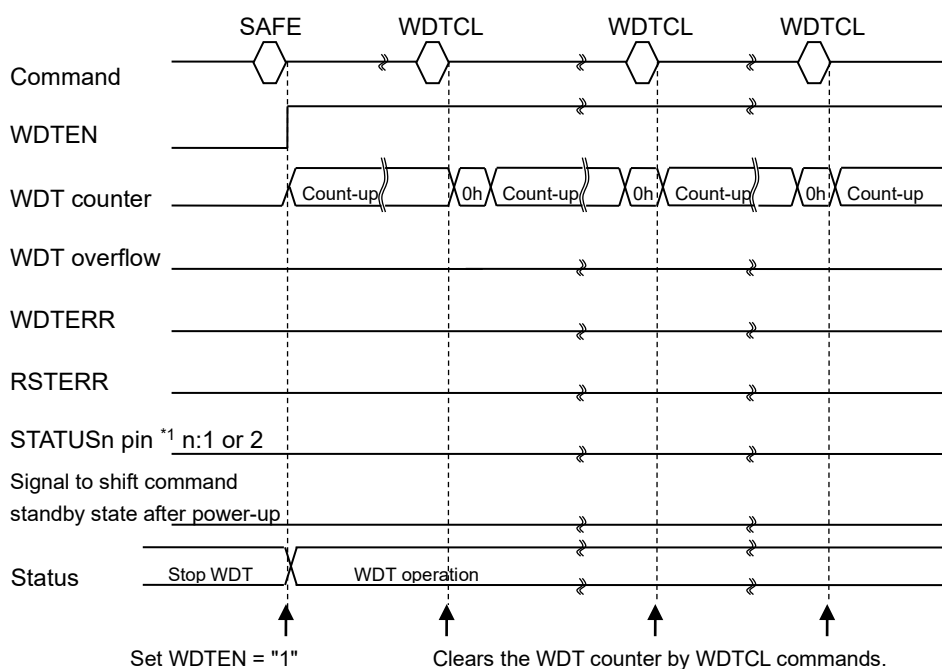 SAFE WDTCL WDTCL WDTCL
Command
WDTEN
WDT counter Count-up 0h Count-up 0h Count-up 0h Count-up
WDT overflow
WDTERR
RSTERR
STATUSn pin *1 n:1 or 2
Signal to shift command
standby state after power-up
Status Stop WDT WDT operation
Set WDTEN = "1" Clears the WDT counter by WDTCL commands.